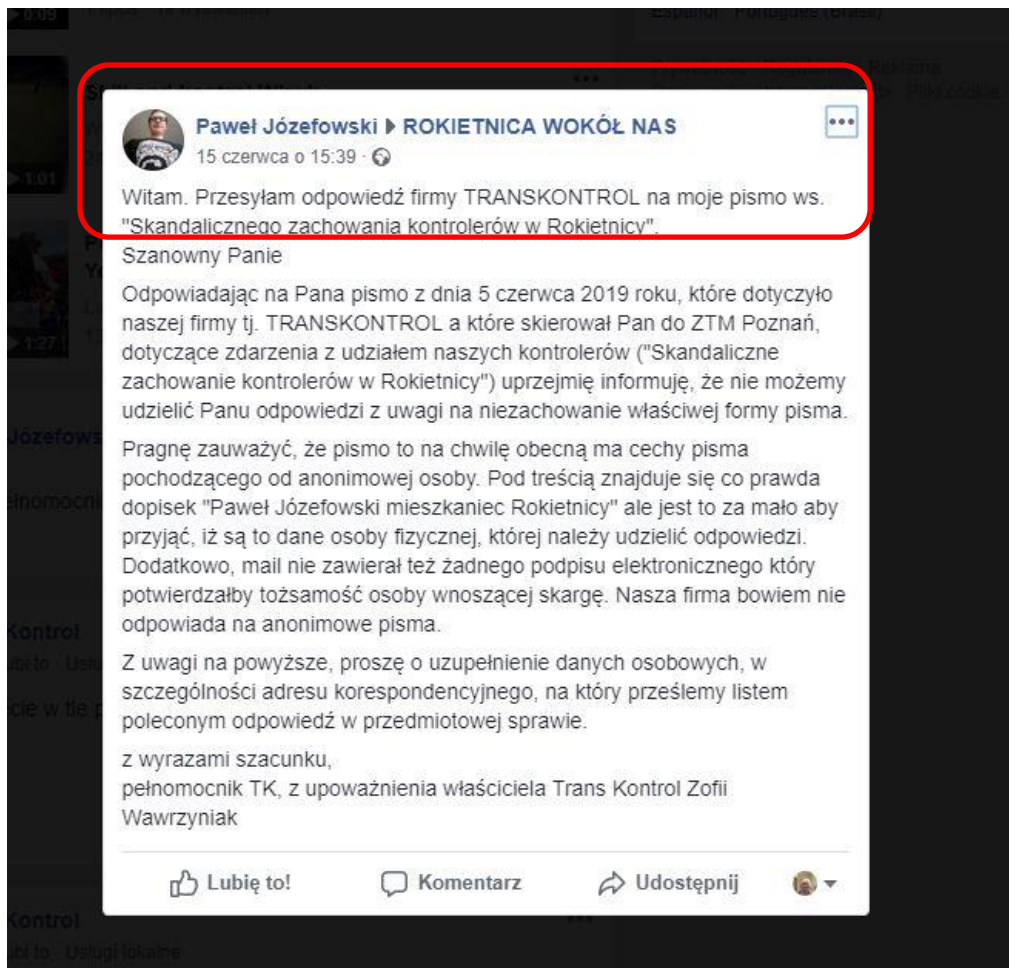 Paweł Józefowski ▶ ROKIETNICA WOKÓŁ NAS
15 czerwca o 15:39 ·
Witam. Przesyłam odpowiedź firmy TRANSKONTROL na moje pismo ws.
"Skandalicznego zachowania kontrolerów w Rokietnicy".
Szanowny Panie
Odpowiadając na Pana pismo z dnia 5 czerwca 2019 roku, które dotyczyło
naszej firmy tj. TRANSKONTROL a które skierował Pan do ZTM Poznań,
dotyczące zdarzenia z udziałem naszych kontrolerów ("Skandaliczne
zachowanie kontrolerów w Rokietnicy") uprzejmię informuję, że nie możemy
udzielić Panu odpowiedzi z uwagi na niezachowanie właściwej formy pisma.
Pragnę zauważyć, że pismo to na chwilę obecną ma cechy pisma
pochodzącego od anonimowej osoby. Pod treścią znajduje się co prawda
dopisek "Paweł Józefowski mieszkaniec Rokietnicy" ale jest to za mało aby
przyjąć, iż są to dane osoby fizycznej, której należy udzielić odpowiedzi.
Dodatkowo, mail nie zawierał też żadnego podpisu elektronicznego który
potwierdzałby tożsamość osoby wnoszącej skargę. Nasza firma bowiem nie
odpowiada na anonimowe pisma.
Z uwagi na powyższe, proszę o uzupełnienie danych osobowych, w
szczególności adresu korespondencyjnego, na który prześlemy listem
poleconym odpowiedź w przedmiotowej sprawie.
z wyrazami szacunku,
pełnomocnik TK, z upoważnienia właściciela Trans Kontrol Zofii
Wawrzyniak
Lubię to! Komentarz Udostępnij
1:01
1:27
Kontrol
Usługi lokalne